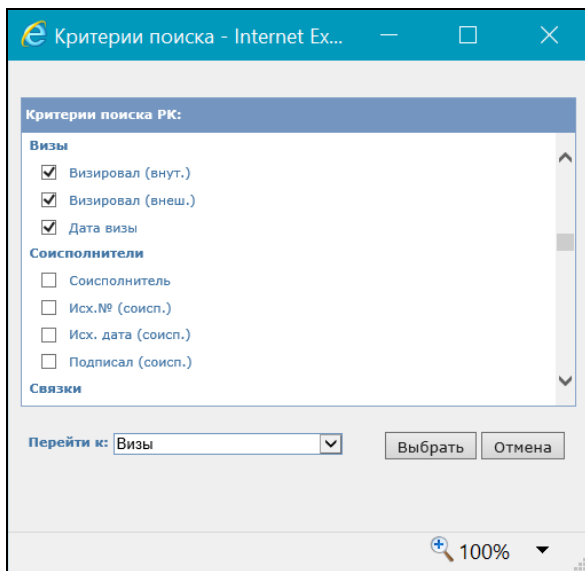 Критерии поиска - Internet Ex...
Критерии поиска РК:
Визы
Визировал (внут.)
Визировал (внеш.)
Дата визы
Соисполнители
Соисполнитель
Исх.№ (соисп.)
Исх. дата (соисп.)
Подписал (соисп.)
Связки
Перейти к: Визы Выбрать Отмена
100%